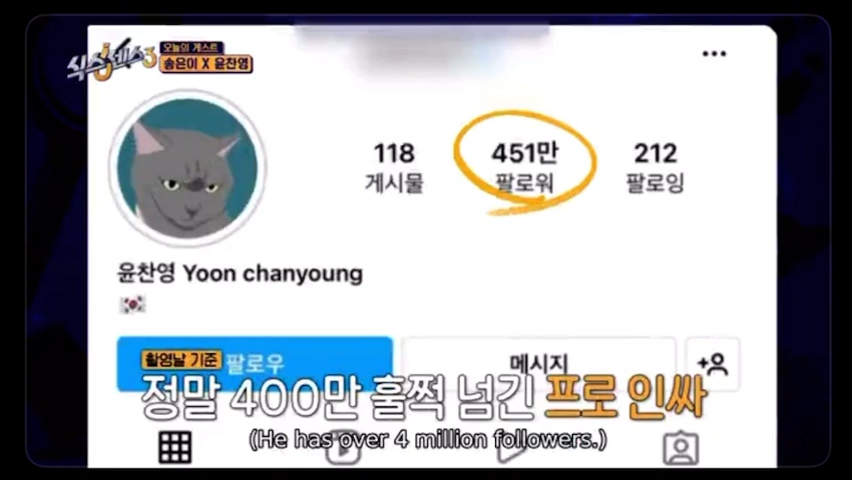 식스센스3
오늘의 게스트
송은이 X 윤찬영
118
게시물
451만
팔로워
212
팔로잉
윤찬영 Yoon chanyoung
팔로우
메시지
촬영날 기준
정말 400만 훌쩍 넘긴 프로 인싸
(He has over 4 million followers.)